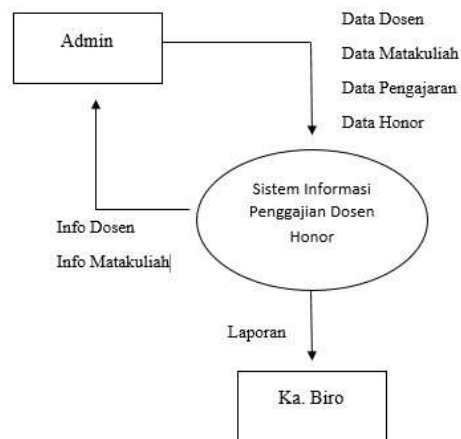 Admin
Data Dosen
Data Matakuliah
Data Pengajaran
Data Honor
Sistem Informasi
Penggajian Dosen
Honor
Info Dosen
Info Matakuliah
Laporan
Ka. Biro